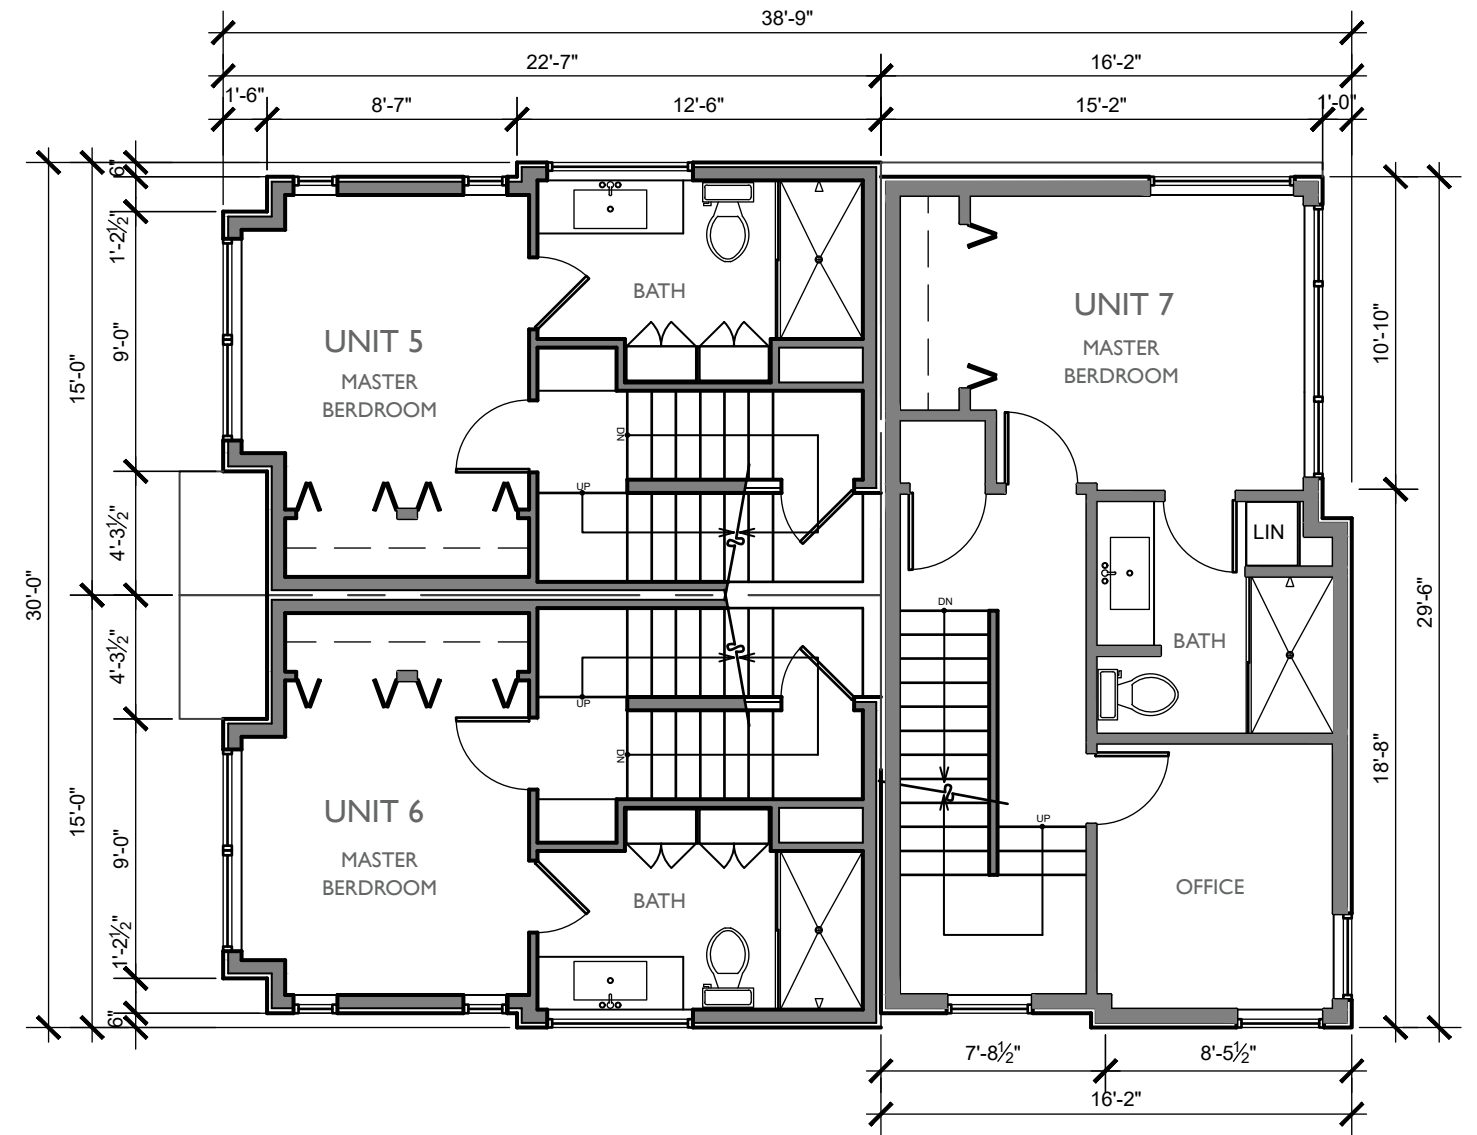 38'-9"
22'-7"
16'-2"
1'-6"
8'-7"
12'-6"
15'-2"
1'-0"
6"
1'-2½"
9'-0"
15'-0"
4'-3½"
30'-0"
4'-3½"
15'-0"
9'-0"
1'-2½"
6"
UNIT 5
MASTER
BERDROOM
BATH
DN
UP
UNIT 6
MASTER
BERDROOM
BATH
UP
DN
UNIT 7
MASTER
BERDROOM
LIN
BATH
DN
UP
OFFICE
10'-10"
29'-6"
18'-8"
7'-8½"
8'-5½"
16'-2"